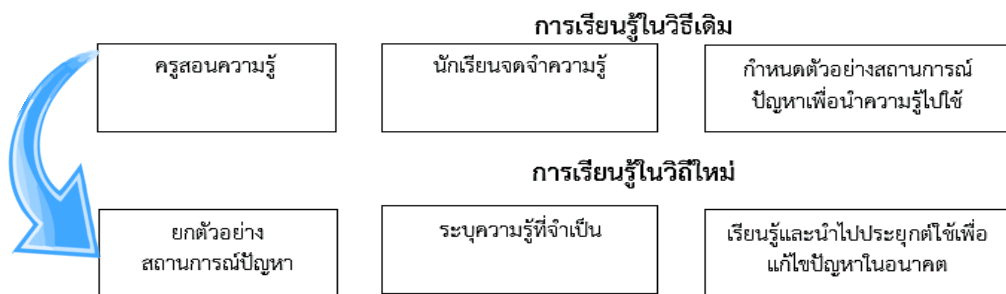 การเรียนรู้ในวิธีเดิม
ครูสอนความรู้
นักเรียนจดจำความรู้
กำหนดตัวอย่างสถานการณ์
ปัญหาเพื่อนำความรู้ไปใช้
การเรียนรู้ในวิถีใหม่
ยกตัวอย่าง
สถานการณ์ปัญหา
ระบุความรู้ที่จำเป็น
เรียนรู้และนำไปประยุกต์ใช้เพื่อ
แก้ไขปัญหาในอนาคต